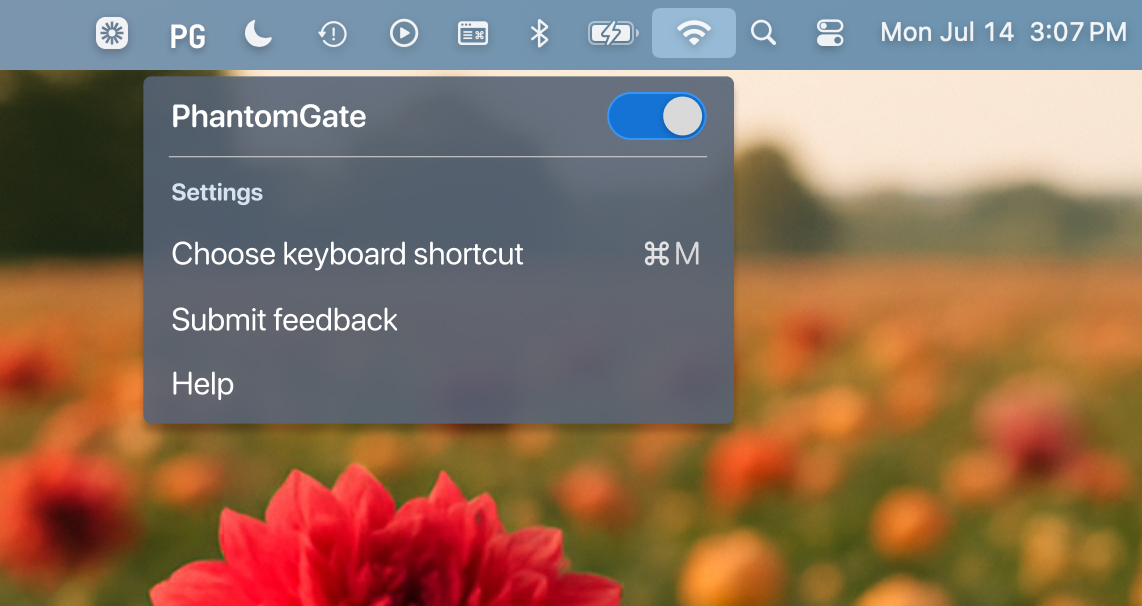 PG
Mon Jul 14 3:07 PM
PhantomGate
Settings
Choose keyboard shortcut ⌘M
Submit feedback
Help